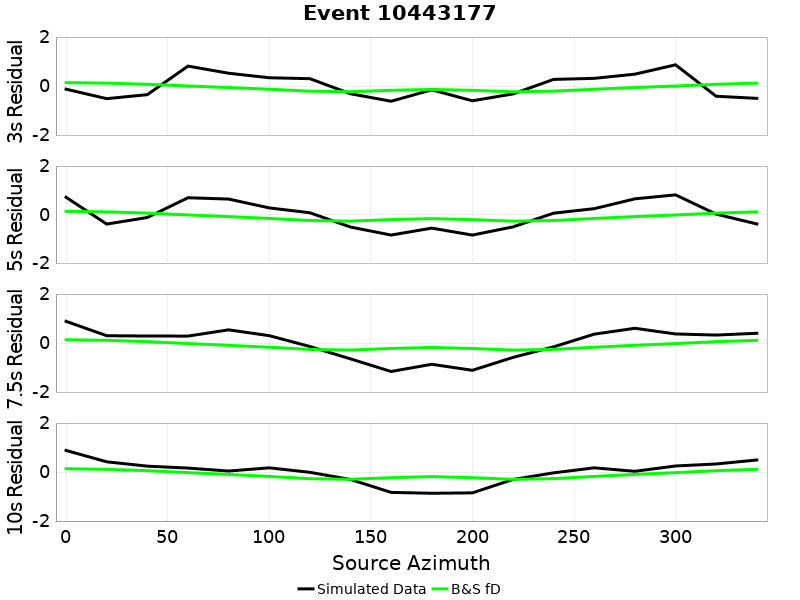 Event 10443177
3s Residual
2
0
-2
5s Residual
2
0
-2
7.5s Residual
2
0
-2
10s Residual
2
0
-2
0 50 100 150 200 250 300
Source Azimuth
Simulated Data B&S fD